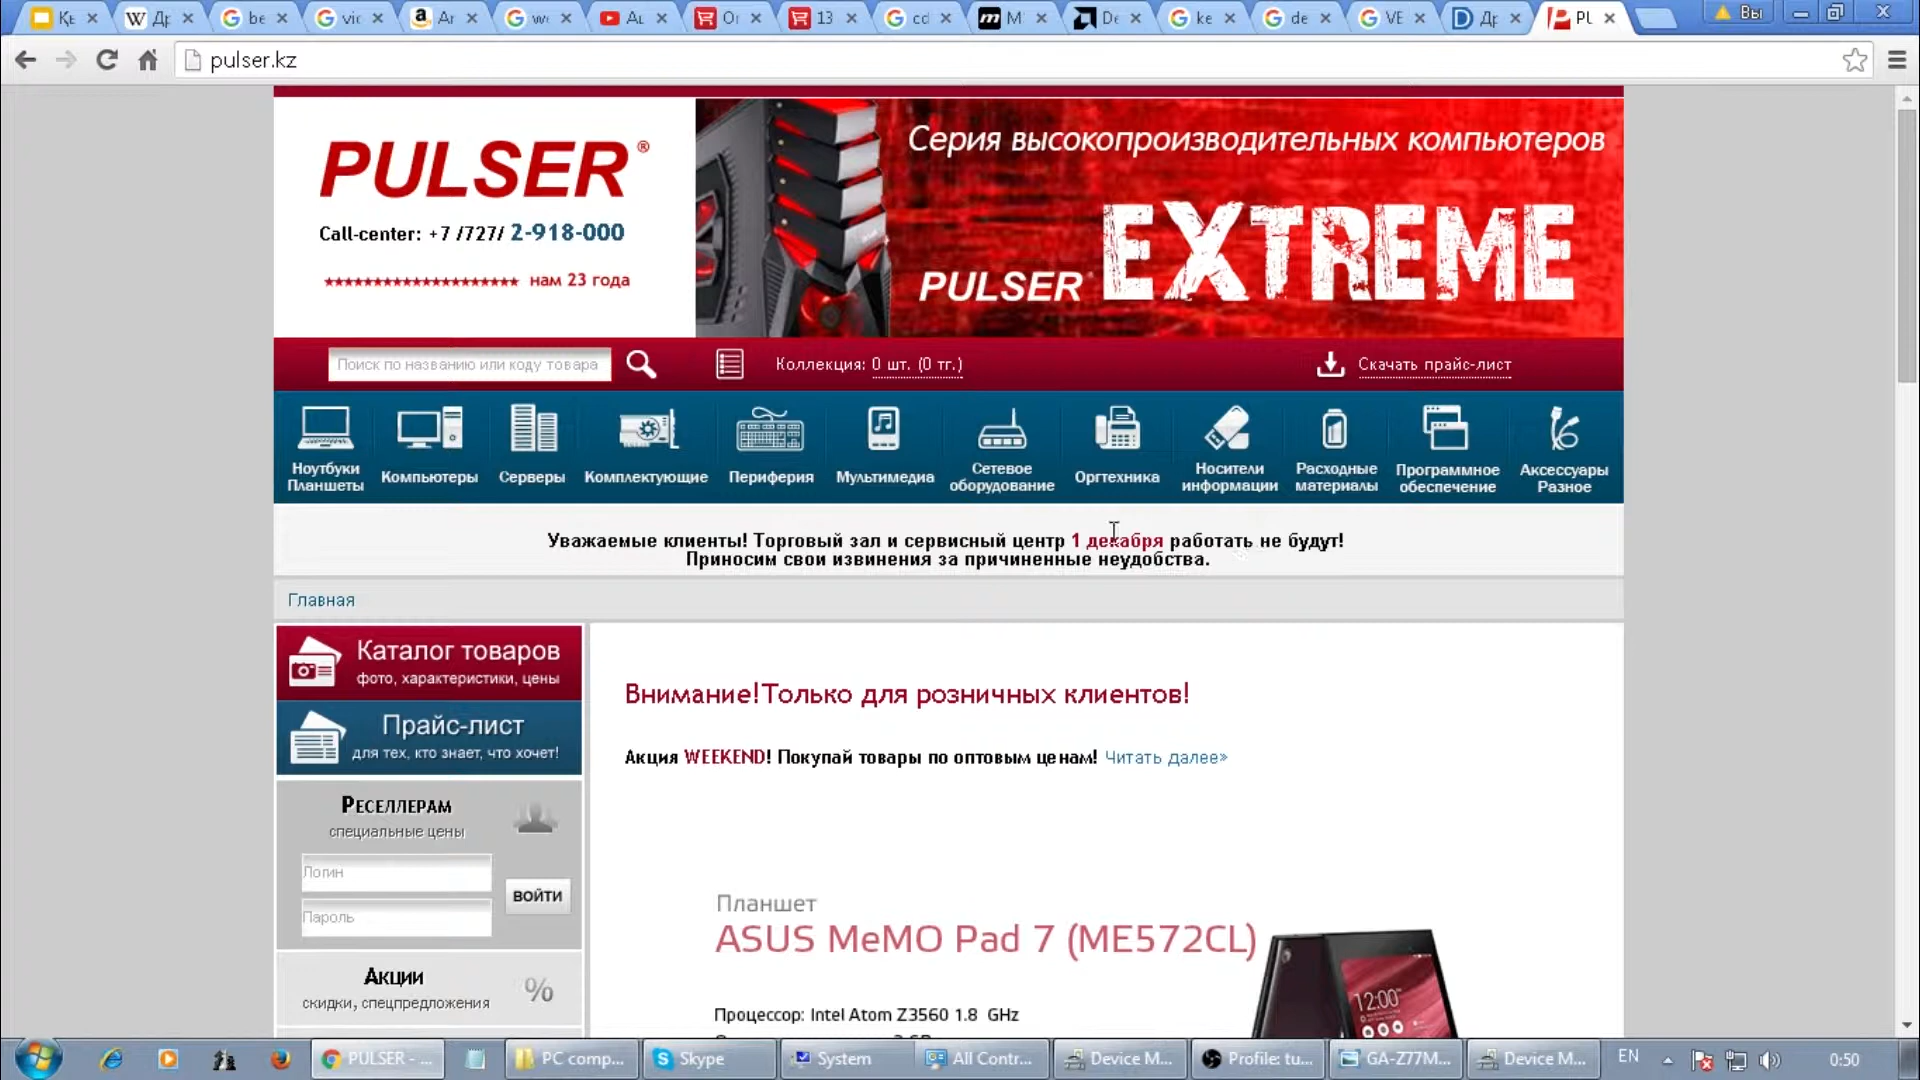 Ке
Др
be
vic
Ar
we
Au
Or
13
cd
M
De
ke
de
VE
Др
PU
Вы
pulser.kz
PULSER®
Call-center: +7 /727/ 2-918-000
нам 23 года
Серия высокопроизводительных компьютеров
PULSER® EXTREME
Поиск по названию или коду товара
Коллекция: 0 шт. (0 тг.)
Скачать прайс-лист
Ноутбуки
Планшеты
Компьютеры
Серверы
Комплектующие
Периферия
Мультимедиа
Сетевое
оборудование
Оргтехника
Носители
информации
Расходные
материалы
Программное
обеспечение
Аксессуары
Разное
Уважаемые клиенты! Торговый зал и сервисный центр 1 декабря работать не будут!
Приносим свои извинения за причиненные неудобства.
Главная
Каталог товаров
фото, характеристики, цены
Прайс-лист
для тех, кто знает, что хочет!
Реселлерам
специальные цены
Логин
Пароль
войти
Акции
скидки, спецпредложения
%
Внимание!Только для розничных клиентов!
Акция WEEKEND! Покупай товары по оптовым ценам! Читать далее»
Планшет
ASUS MeMO Pad 7 (ME572CL)
Процессор: Intel Atom Z3560 1.8 GHz
12:00
PULSER - ...
PC comp...
Skype
System
All Contr...
Device M...
Profile: tu...
GA-Z77M...
Device M...
EN
0:50